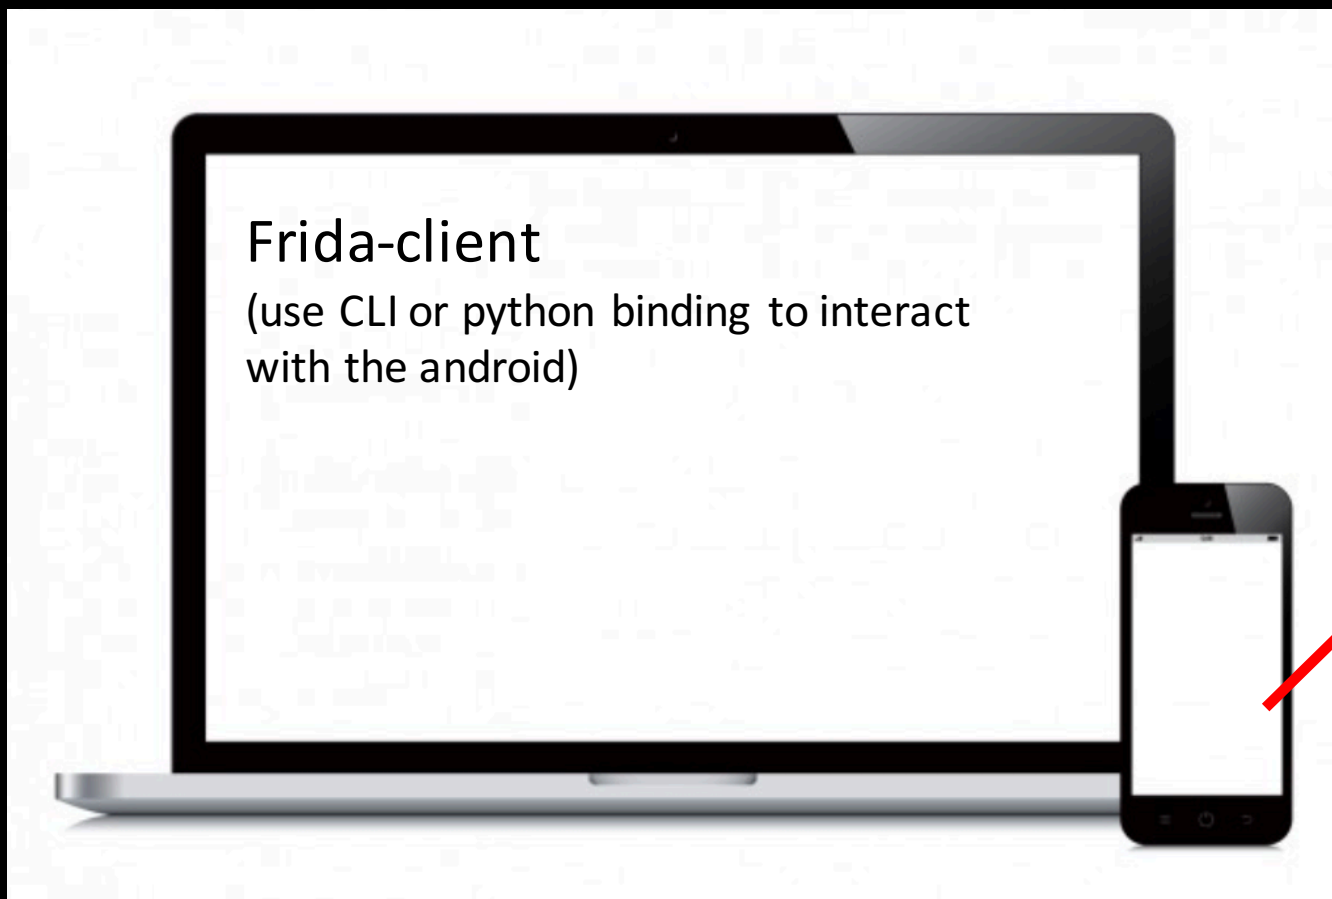 Frida-client
(use CLI or python binding to interact
with the android)